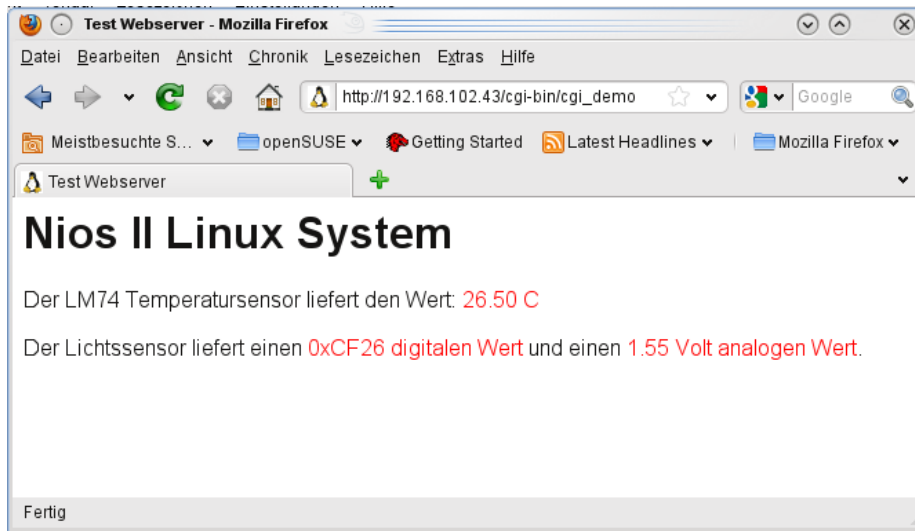 Test Webserver - Mozilla Firefox
Datei Bearbeiten Ansicht Chronik Lesezeichen Extras Hilfe
http://192.168.102.43/cgi-bin/cgi_demo Google
Meistbesuchte S... openSUSE Getting Started Latest Headlines Mozilla Firefox
Test Webserver
Nios II Linux System
Der LM74 Temperatursensor liefert den Wert: 26.50 C
Der Lichtssensor liefert einen 0xCF26 digitalen Wert und einen 1.55 Volt analogen Wert.
Fertig